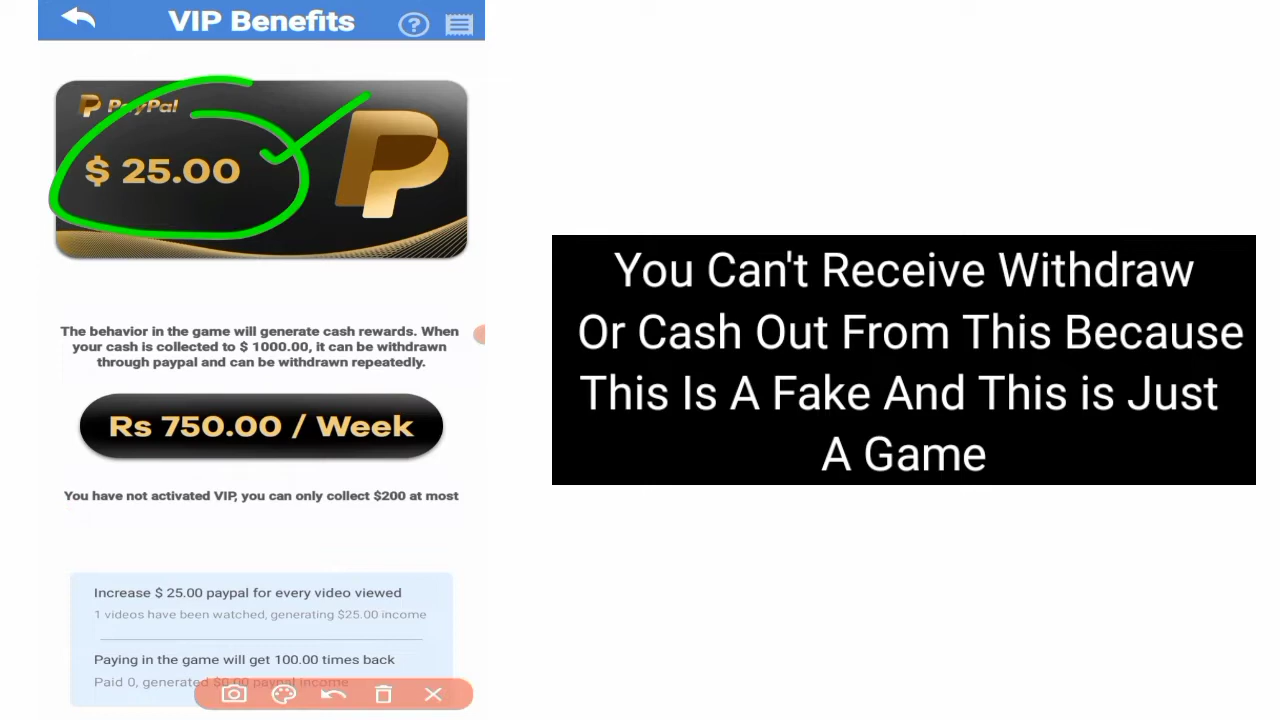 VIP Benefits
PayPal
$ 25.00
The behavior in the game will generate cash rewards. When
your cash is collected to $ 1000.00, it can be withdrawn
through paypal and can be withdrawn repeatedly.
Rs 750.00 / Week
You have not activated VIP, you can only collect $200 at most
Increase $ 25.00 paypal for every video viewed
1 videos have been watched, generating $25.00 income
Paying in the game will get 100.00 times back
Paid 0, generated $0.00 paypal income
You Can't Receive Withdraw
Or Cash Out From This Because
This Is A Fake And This is Just
A Game